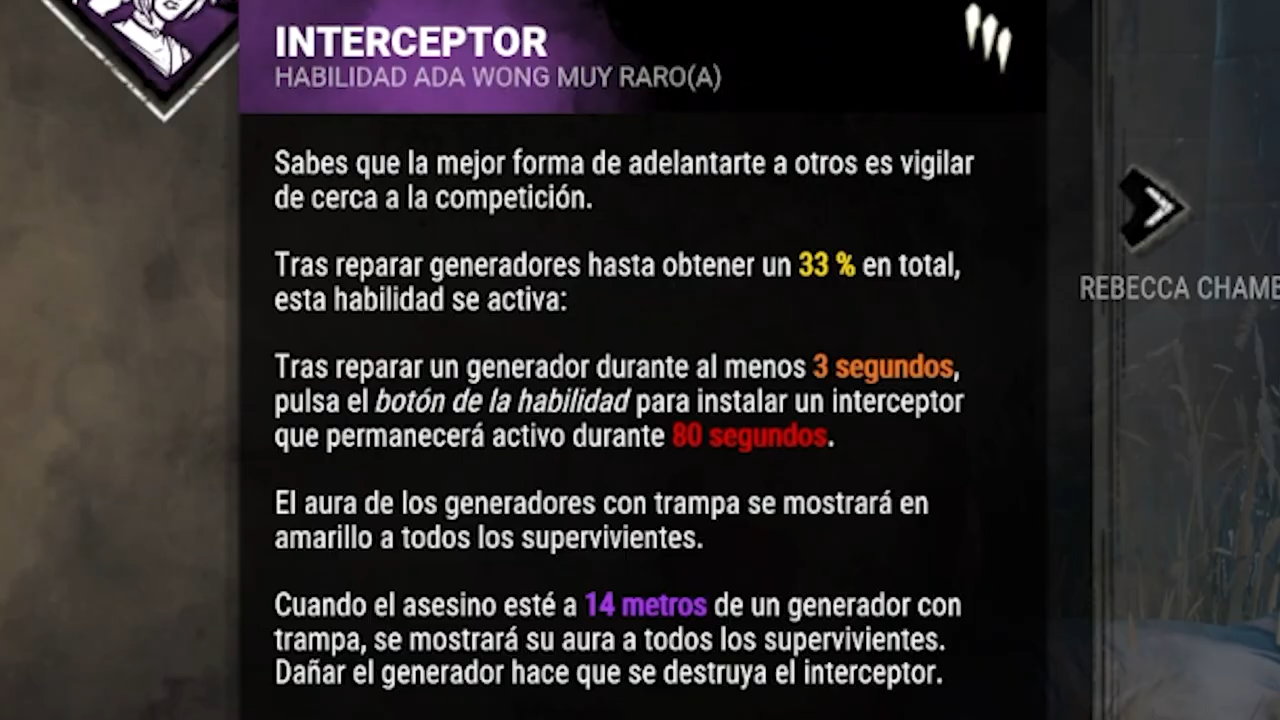 INTERCEPTOR
HABILIDAD ADA WONG MUY RARO(A)
Sabes que la mejor forma de adelantarte a otros es vigilar
de cerca a la competición.
Tras reparar generadores hasta obtener un 33 % en total,
esta habilidad se activa:
Tras reparar un generador durante al menos 3 segundos,
pulsa el botón de la habilidad para instalar un interceptor
que permanecerá activo durante 80 segundos.
El aura de los generadores con trampa se mostrará en
amarillo a todos los supervivientes.
Cuando el asesino esté a 14 metros de un generador con
trampa, se mostrará su aura a todos los supervivientes.
Dañar el generador hace que se destruya el interceptor.
REBECCA CHAMB